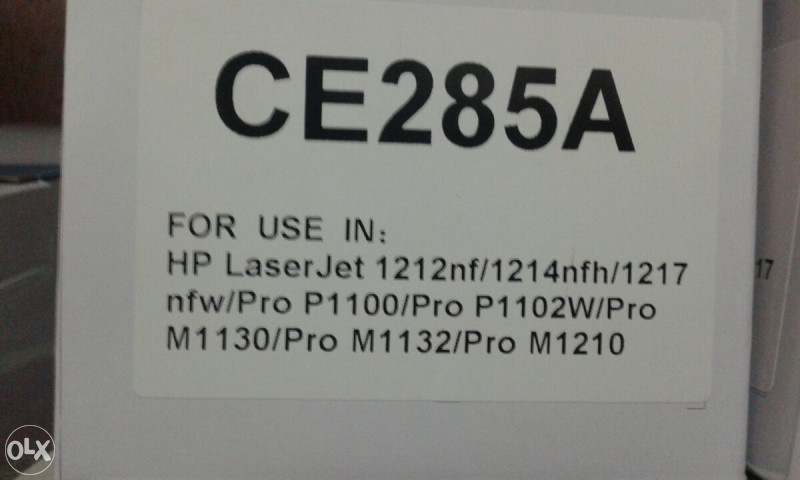 CE285A
FOR USE IN:
HP LaserJet 1212nf/1214nfh/1217
nfw/Pro P1100/Pro P1102W/Pro
M1130/Pro M1132/Pro M1210
17
OLX